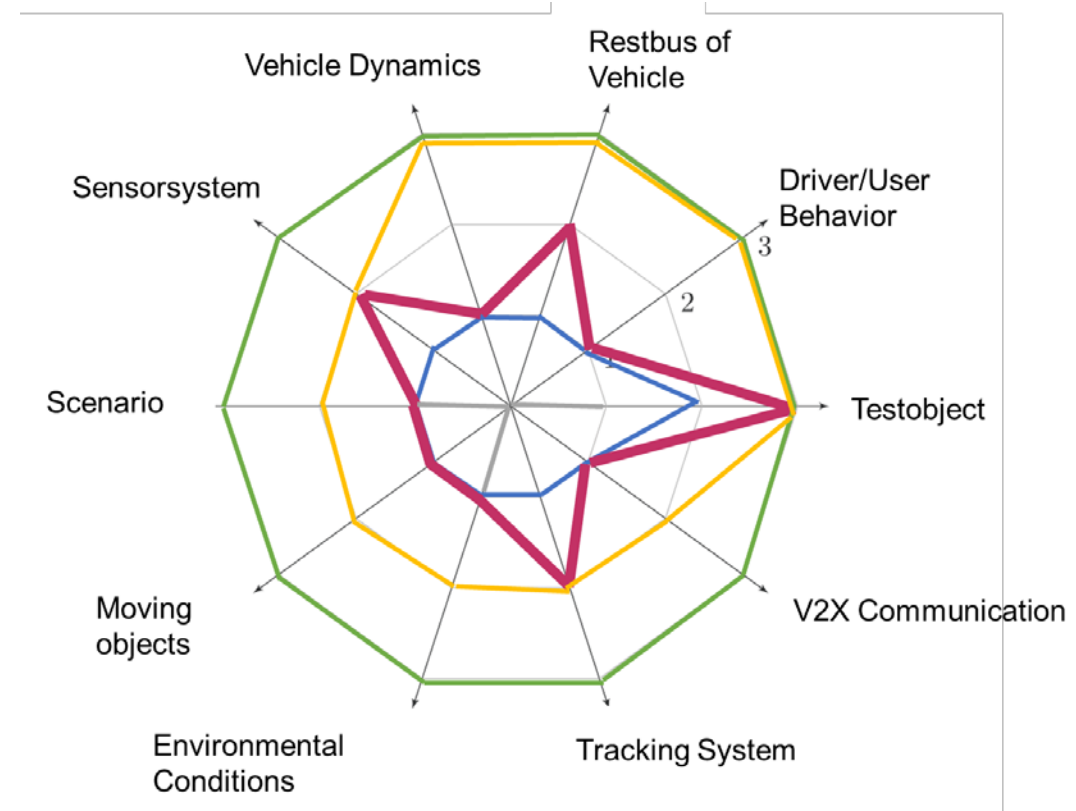 Restbus of
Vehicle
Vehicle Dynamics
Driver/User
Behavior
Sensorsystem
3
2
1
Scenario
Testobject
Moving
objects
V2X Communication
Environmental
Conditions
Tracking System